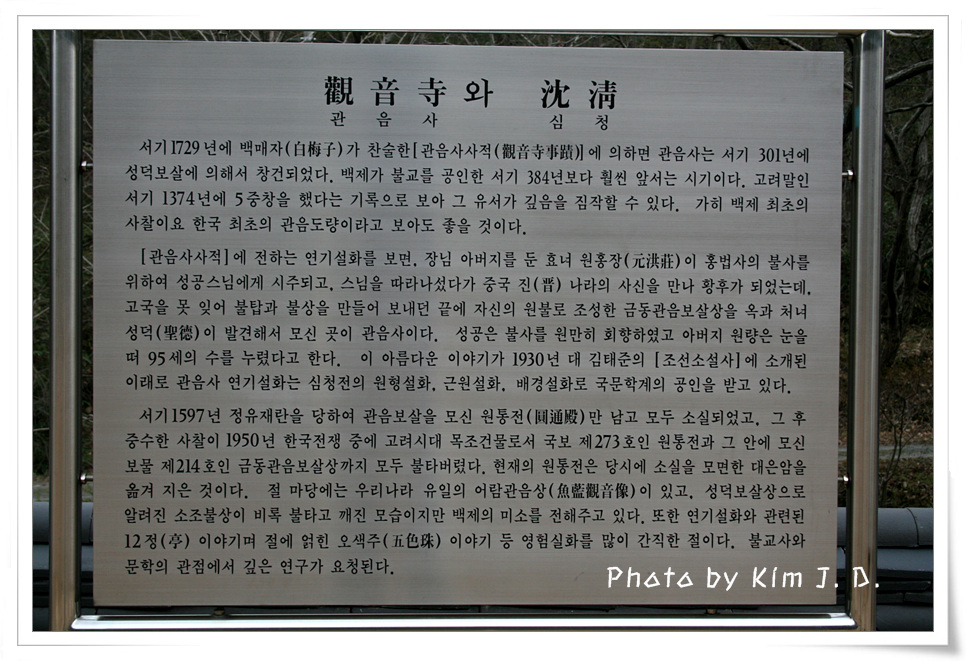 觀音寺와 沈淸
관음사 심청
서기 1729년에 백매자(白梅子)가 찬술한[관음사사적(觀音寺事蹟)]에 의하면 관음사는 서기 301년에
성덕보살에 의해서 창건되었다. 백제가 불교를 공인한 서기 384년보다 훨씬 앞서는 시기이다. 고려말인
서기 1374년에 5중창을 했다는 기록으로 보아 그 유서가 깊음을 짐작할 수 있다. 가히 백제 최초의
사찰이요 한국 최초의 관음도량이라고 보아도 좋을 것이다.
[관음사사적]에 전하는 연기설화를 보면, 장님 아버지를 둔 효녀 원홍장(元洪莊)이 홍법사의 불사를
위하여 성공스님에게 시주되고, 스님을 따라나섰다가 중국 진(晋) 나라의 사신을 만나 황후가 되었는데,
고국을 못 잊어 불탑과 불상을 만들어 보내던 끝에 자신의 원불로 조성한 금동관음보살상을 옥과 처녀
성덕(聖德)이 발견해서 모신 곳이 관음사이다. 성공은 불사를 원만히 회향하였고 아버지 원량은 눈을
떠 95세의 수를 누렸다고 한다. 이 아름다운 이야기가 1930년 대 김태준의 [조선소설사]에 소개된
이래로 관음사 연기설화는 심청전의 원형설화, 근원설화, 배경설화로 국문학계의 공인을 받고 있다.
서기 1597년 정유재란을 당하여 관음보살을 모신 원통전(圓通殿)만 남고 모두 소실되었고, 그 후
중수한 사찰이 1950년 한국전쟁 중에 고려시대 목조건물로서 국보 제273호인 원통전과 그 안에 모신
보물 제214호인 금동관음보살상까지 모두 불타버렸다. 현재의 원통전은 당시에 소실을 모면한 대은암을
옮겨 지은 것이다. 절 마당에는 우리나라 유일의 어람관음상(魚藍觀音像)이 있고, 성덕보살상으로
알려진 소조불상이 비록 불타고 깨진 모습이지만 백제의 미소를 전해주고 있다. 또한 연기설화와 관련된
12정(亭) 이야기며 절에 얽힌 오색주(五色珠) 이야기 등 영험실화를 많이 간직한 절이다. 불교사와
문학의 관점에서 깊은 연구가 요청된다.
Photo by Kim J. D.